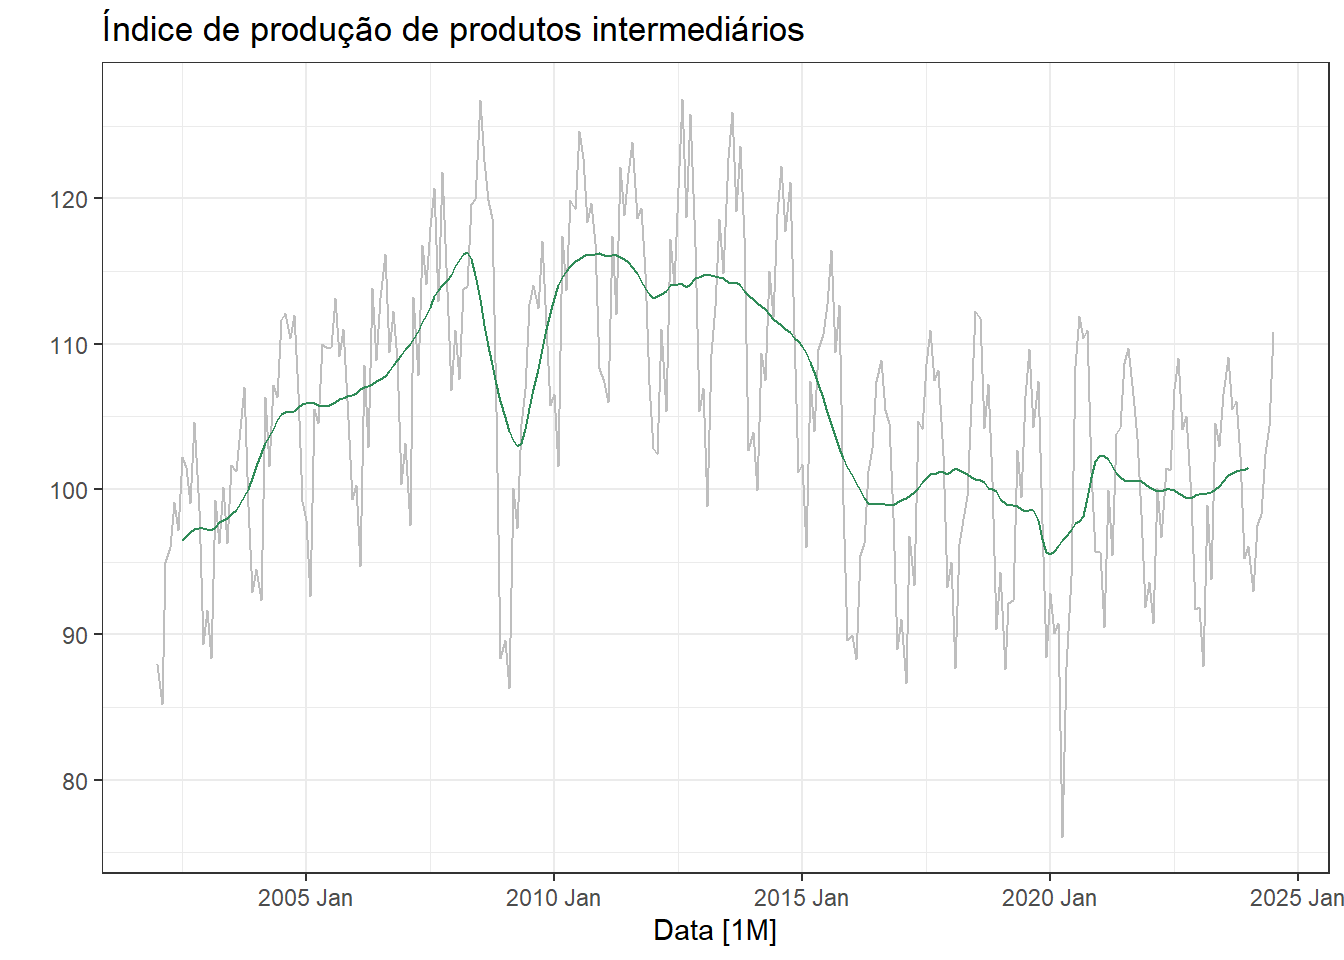 Índice de produção de produtos intermediários
120
110
100
90
80
2005 Jan
2010 Jan
2015 Jan
2020 Jan
2025 Jan
Data [1M]